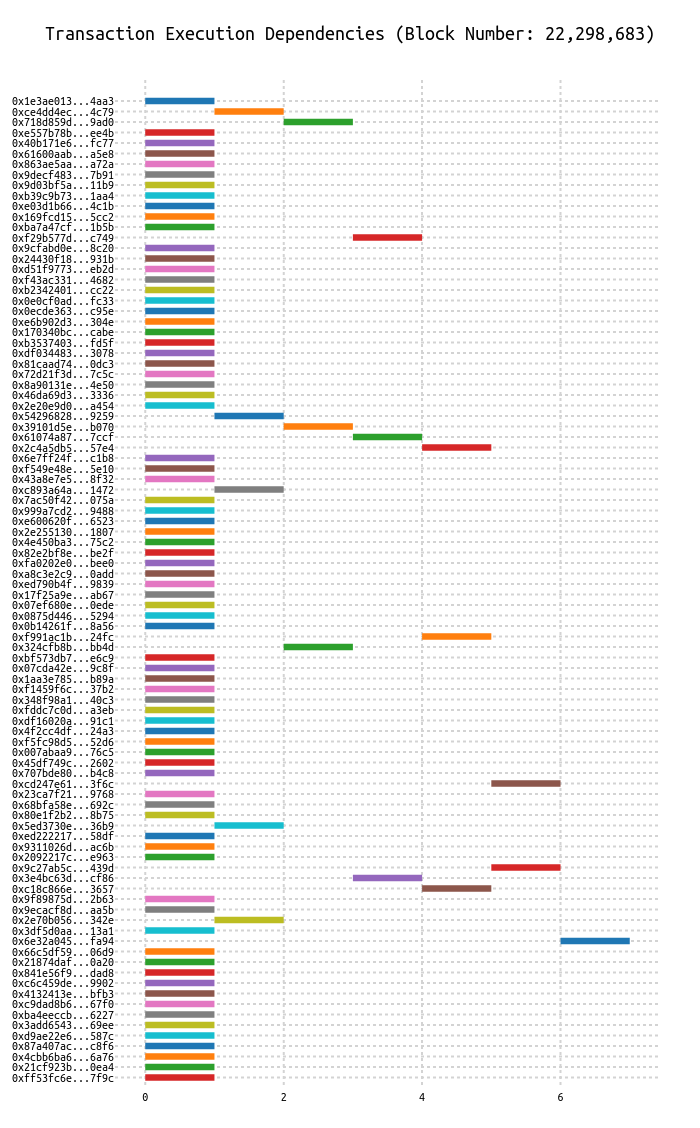 Transaction Execution Dependencies (Block Number: 22,298,683)
0x1e3ae013...4aa3
0xce4dd4ec...4c79
0x718d859d...9ad0
0xe557b78b...ee4b
0x40b171e6...fc77
0x61600aab...a5e8
0x863ae5aa...a72a
0x9decf483...7b91
0x9d03bf5a...11b9
0xb39c9b73...1aa4
0xe03d1b66...4c1b
0x169fcd15...5cc2
0xba7a47cf...1b5b
0xf29b577d...c749
0x9cfabd0e...8c20
0x24430f18...931b
0xd51f9773...eb2d
0xf43ac331...4682
0xb2342401...cc22
0x0e0cf0ad...fc33
0x0ecde363...c95e
0xe6b902d3...304e
0x170340bc...cabe
0xb3537403...fd5f
0xdf034483...3078
0x81caad74...0dc3
0x72d21f3d...7c5c
0x8a90131e...4e50
0x46da69d3...3336
0x2e20e9d0...a454
0x54296828...9259
0x39101d5e...b070
0x61074a87...7ccf
0x2c4a5db5...57e4
0x6e7ff24f...c1b8
0xf549e48e...5e10
0x43a8e7e5...8f32
0xc893a64a...1472
0x7ac50f42...075a
0x999a7cd2...9488
0xe600620f...6523
0x2e255130...1807
0x4e450ba3...75c2
0x82e2bf8e...be2f
0xfa0202e0...bee0
0xa8c3e2c9...0add
0xed790b4f...9839
0x17f25a9e...ab67
0x07ef680e...0ede
0x0875d446...5294
0x0b14261f...8a56
0xf991ac1b...24fc
0x324cfb8b...bb4d
0xbf573db7...e6c9
0x07cda42e...9c8f
0x1aa3e785...b89a
0xf1459f6c...37b2
0x348f98a1...40c3
0xfddc7c0d...a3eb
0xdf16020a...91c1
0x4f2cc4df...24a3
0xf5fc98d5...52d6
0x007abaa9...76c5
0x45df749c...2602
0x707bde80...b4c8
0xcd247e61...3f6c
0x23ca7f21...9768
0x68bfa58e...692c
0x80e1f2b2...8b75
0x5ed3730e...36b9
0xed222217...58df
0x9311026d...ac6b
0x2092217c...e963
0x9c27ab5c...439d
0x3e4bc63d...cf86
0xc18c866e...3657
0x9f89875d...2b63
0x9ecacf8d...aa5b
0x2e70b056...342e
0x3df5d0aa...13a1
0x6e32a045...fa94
0x66c5df59...06d9
0x21874daf...0a20
0x841e56f9...dad8
0xc6c459de...9902
0x4132413e...bfb3
0xc9dad8b6...67f0
0xba4eeccb...6227
0x3add6543...69ee
0xd9ae22e6...587c
0x87a407ac...c8f6
0x4cbb6ba6...6a76
0x21cf923b...0ea4
0xff53fc6e...7f9c
0 2 4 6